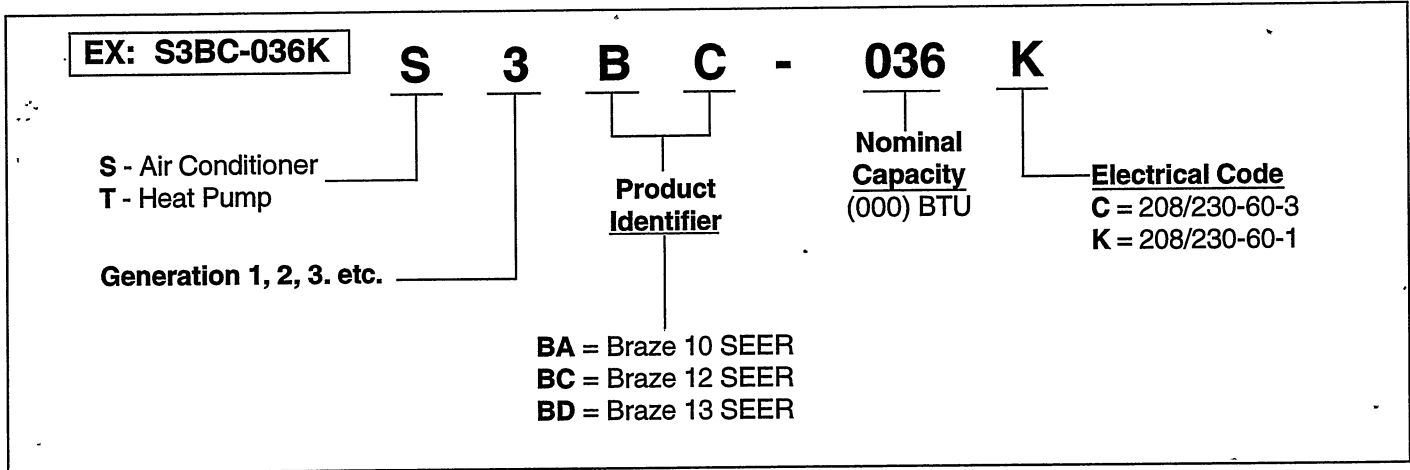 EX: S3BC-036K
S 3 B C - 036 K
S - Air Conditioner
T - Heat Pump
Generation 1, 2, 3. etc.
Product
Identifier
BA = Braze 10 SEER
BC = Braze 12 SEER
BD = Braze 13 SEER
Nominal
Capacity
(000) BTU
Electrical Code
C = 208/230-60-3
K = 208/230-60-1